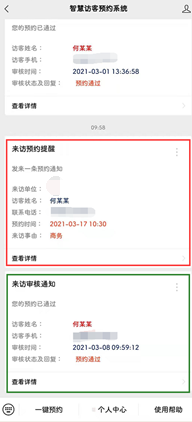 智慧访客预约系统
您的预约已通过
访客姓名： 何某某
访客手机：
审核时间： 2021-03-01 13:36:58
审核状态及回复： 预约通过
查看详情
09:58
来访预约提醒
发来一条预约通知
来访单位：
访客姓名： 何某某
联系电话：
预约时间： 2021-03-17 10:30
来访事由： 商务
查看详情
来访审核通知
您的预约已通过
访客姓名： 何某某
访客手机：
审核时间： 2021-03-08 09:59:12
审核状态及回复： 预约通过
查看详情
一键预约 个人中心 使用帮助